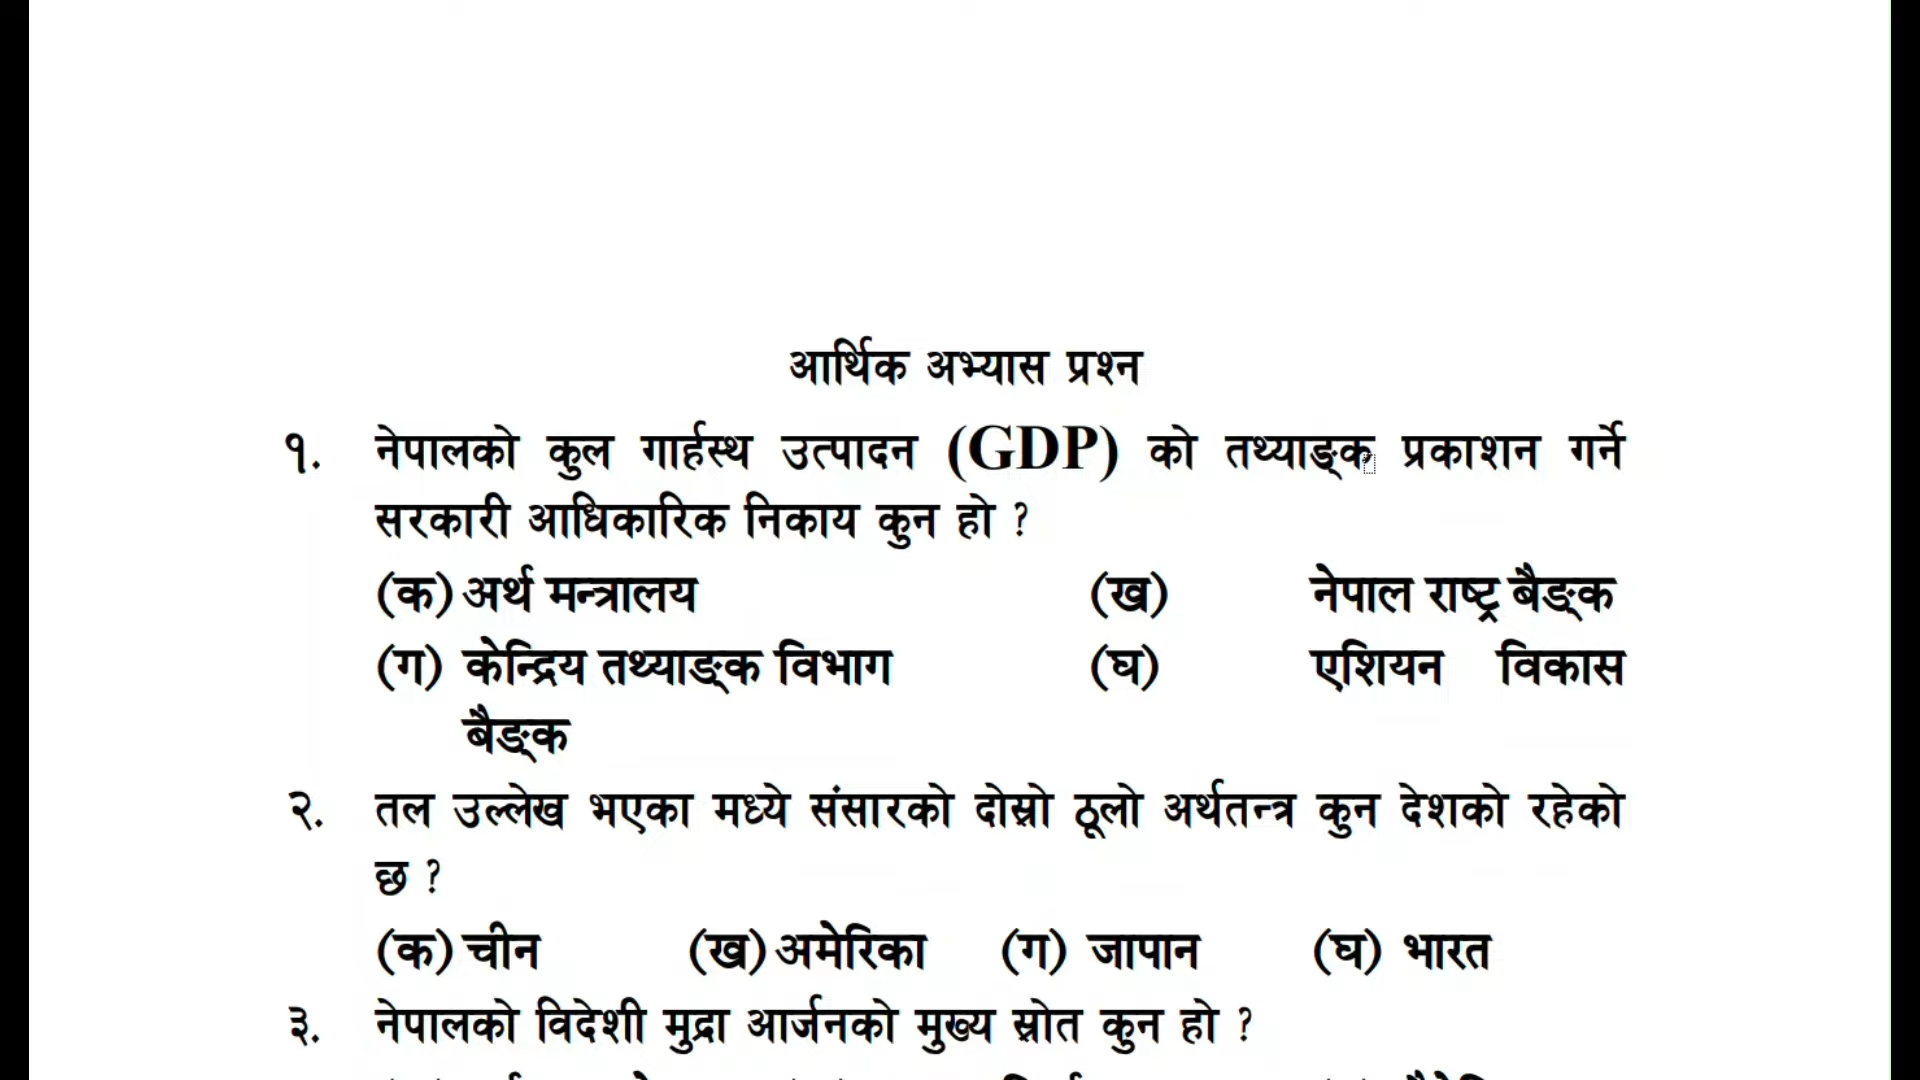 आर्थिक अभ्यास प्रश्न
१. नेपालको कुल गार्हस्थ उत्पादन (GDP) को तथ्याङ्क प्रकाशन गर्ने
सरकारी आधिकारिक निकाय कुन हो ?
(क) अर्थ मन्त्रालय (ख) नेपाल राष्ट्र बैङ्क
(ग) केन्द्रिय तथ्याङ्क विभाग (घ) एशियन विकास
बैङ्क
२. तल उल्लेख भएका मध्ये संसारको दोस्रो ठूलो अर्थतन्त्र कुन देशको रहेको
छ ?
(क) चीन (ख) अमेरिका (ग) जापान (घ) भारत
३. नेपालको विदेशी मुद्रा आर्जनको मुख्य स्रोत कुन हो ?